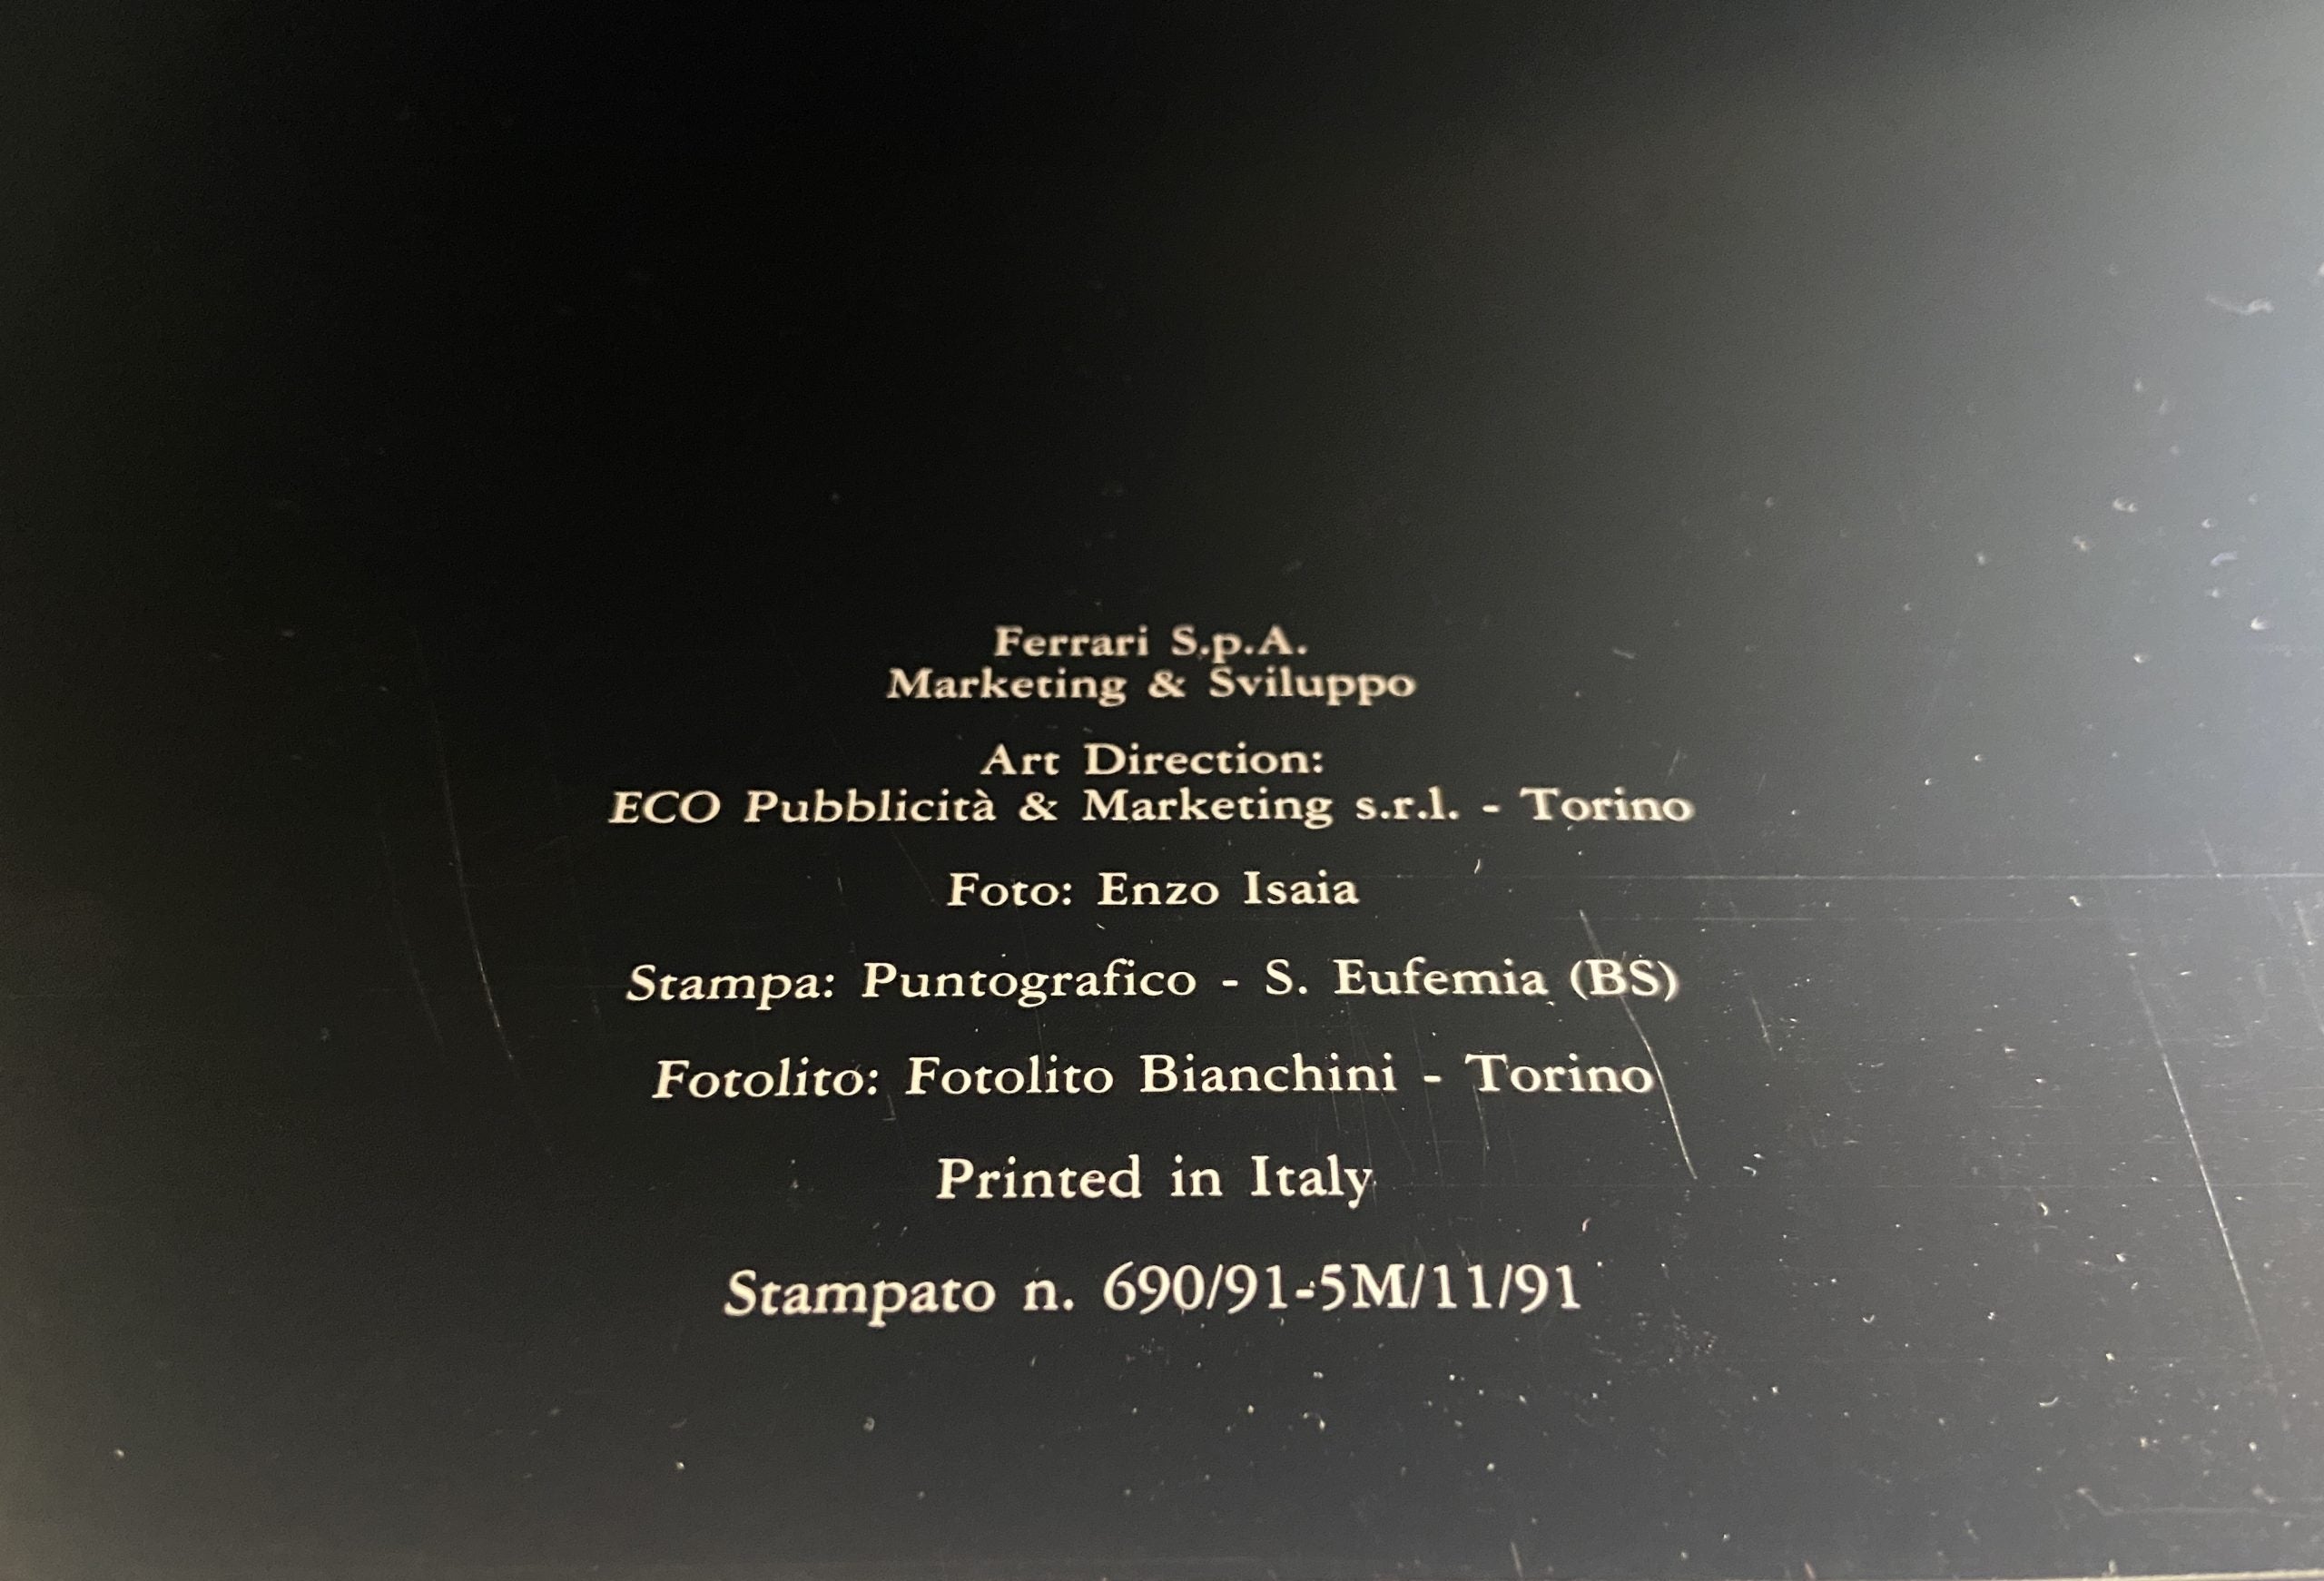 Ferrari S.p.A.
Marketing & Sviluppo
Art Direction:
ECO Pubblicità & Marketing s.r.l. - Torino
Foto: Enzo Isaia
Stampa: Puntografico - S. Eufemia (BS)
Fotolito: Fotolito Bianchini - Torino
Printed in Italy
Stampato n. 690/91-5M/11/91